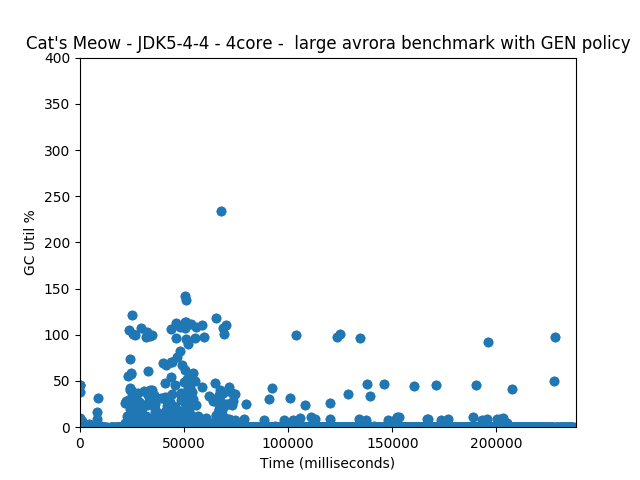 Cat's Meow - JDK5-4-4 - 4core -  large avrora benchmark with GEN policy
400
350
300
250
200
150
100
50
0
GC Util %
0 50000 100000 150000 200000
Time (milliseconds)